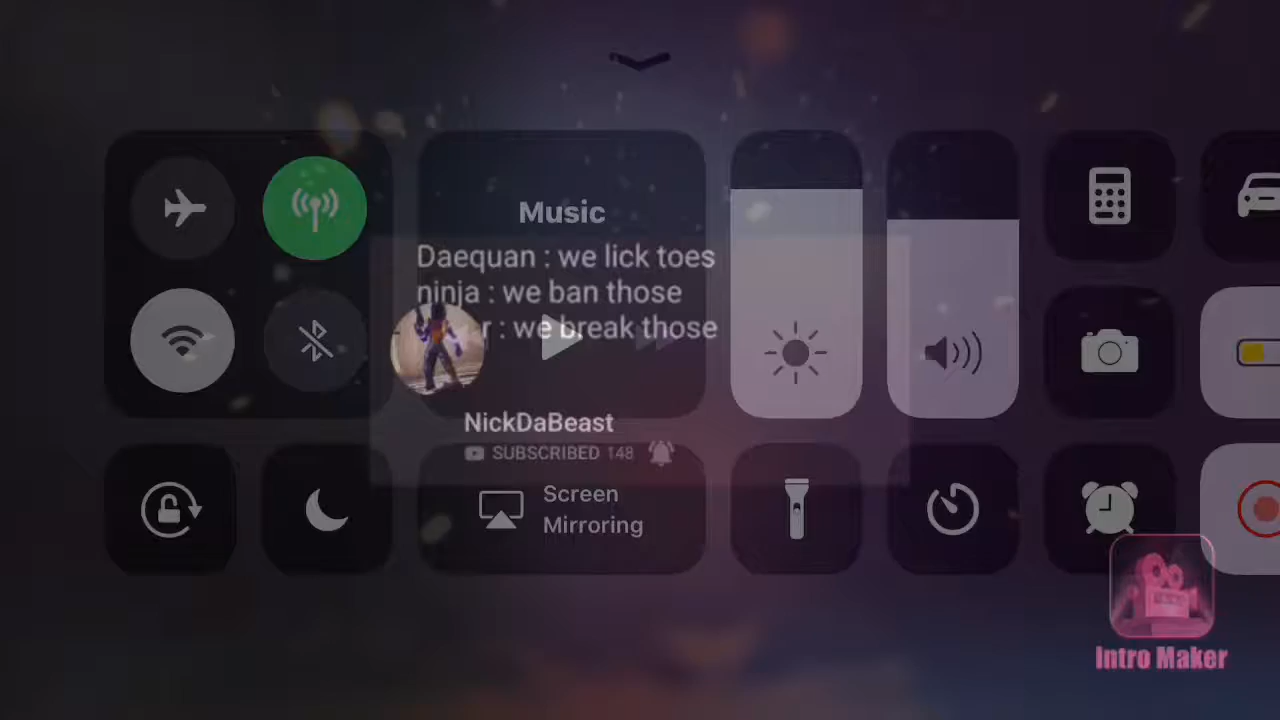 Music
Daequan : we lick toes
ninja : we ban those
r : we break those
NickDaBeast
SUBSCRIBED 148
Screen
Mirroring
Intro Maker